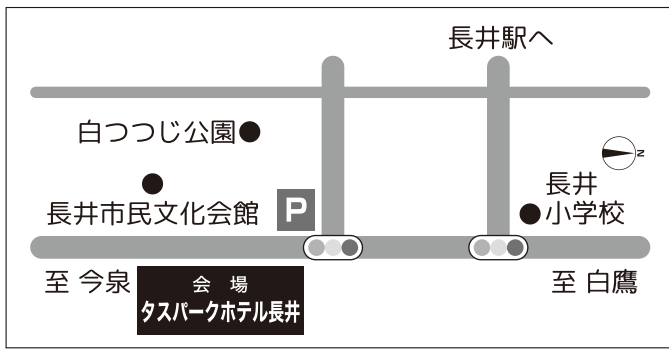 長井駅へ
白つつじ公園
長井市民文化会館
P
N
長井
小学校
至 今泉
会 場
タスパークホテル長井
至 白鷹